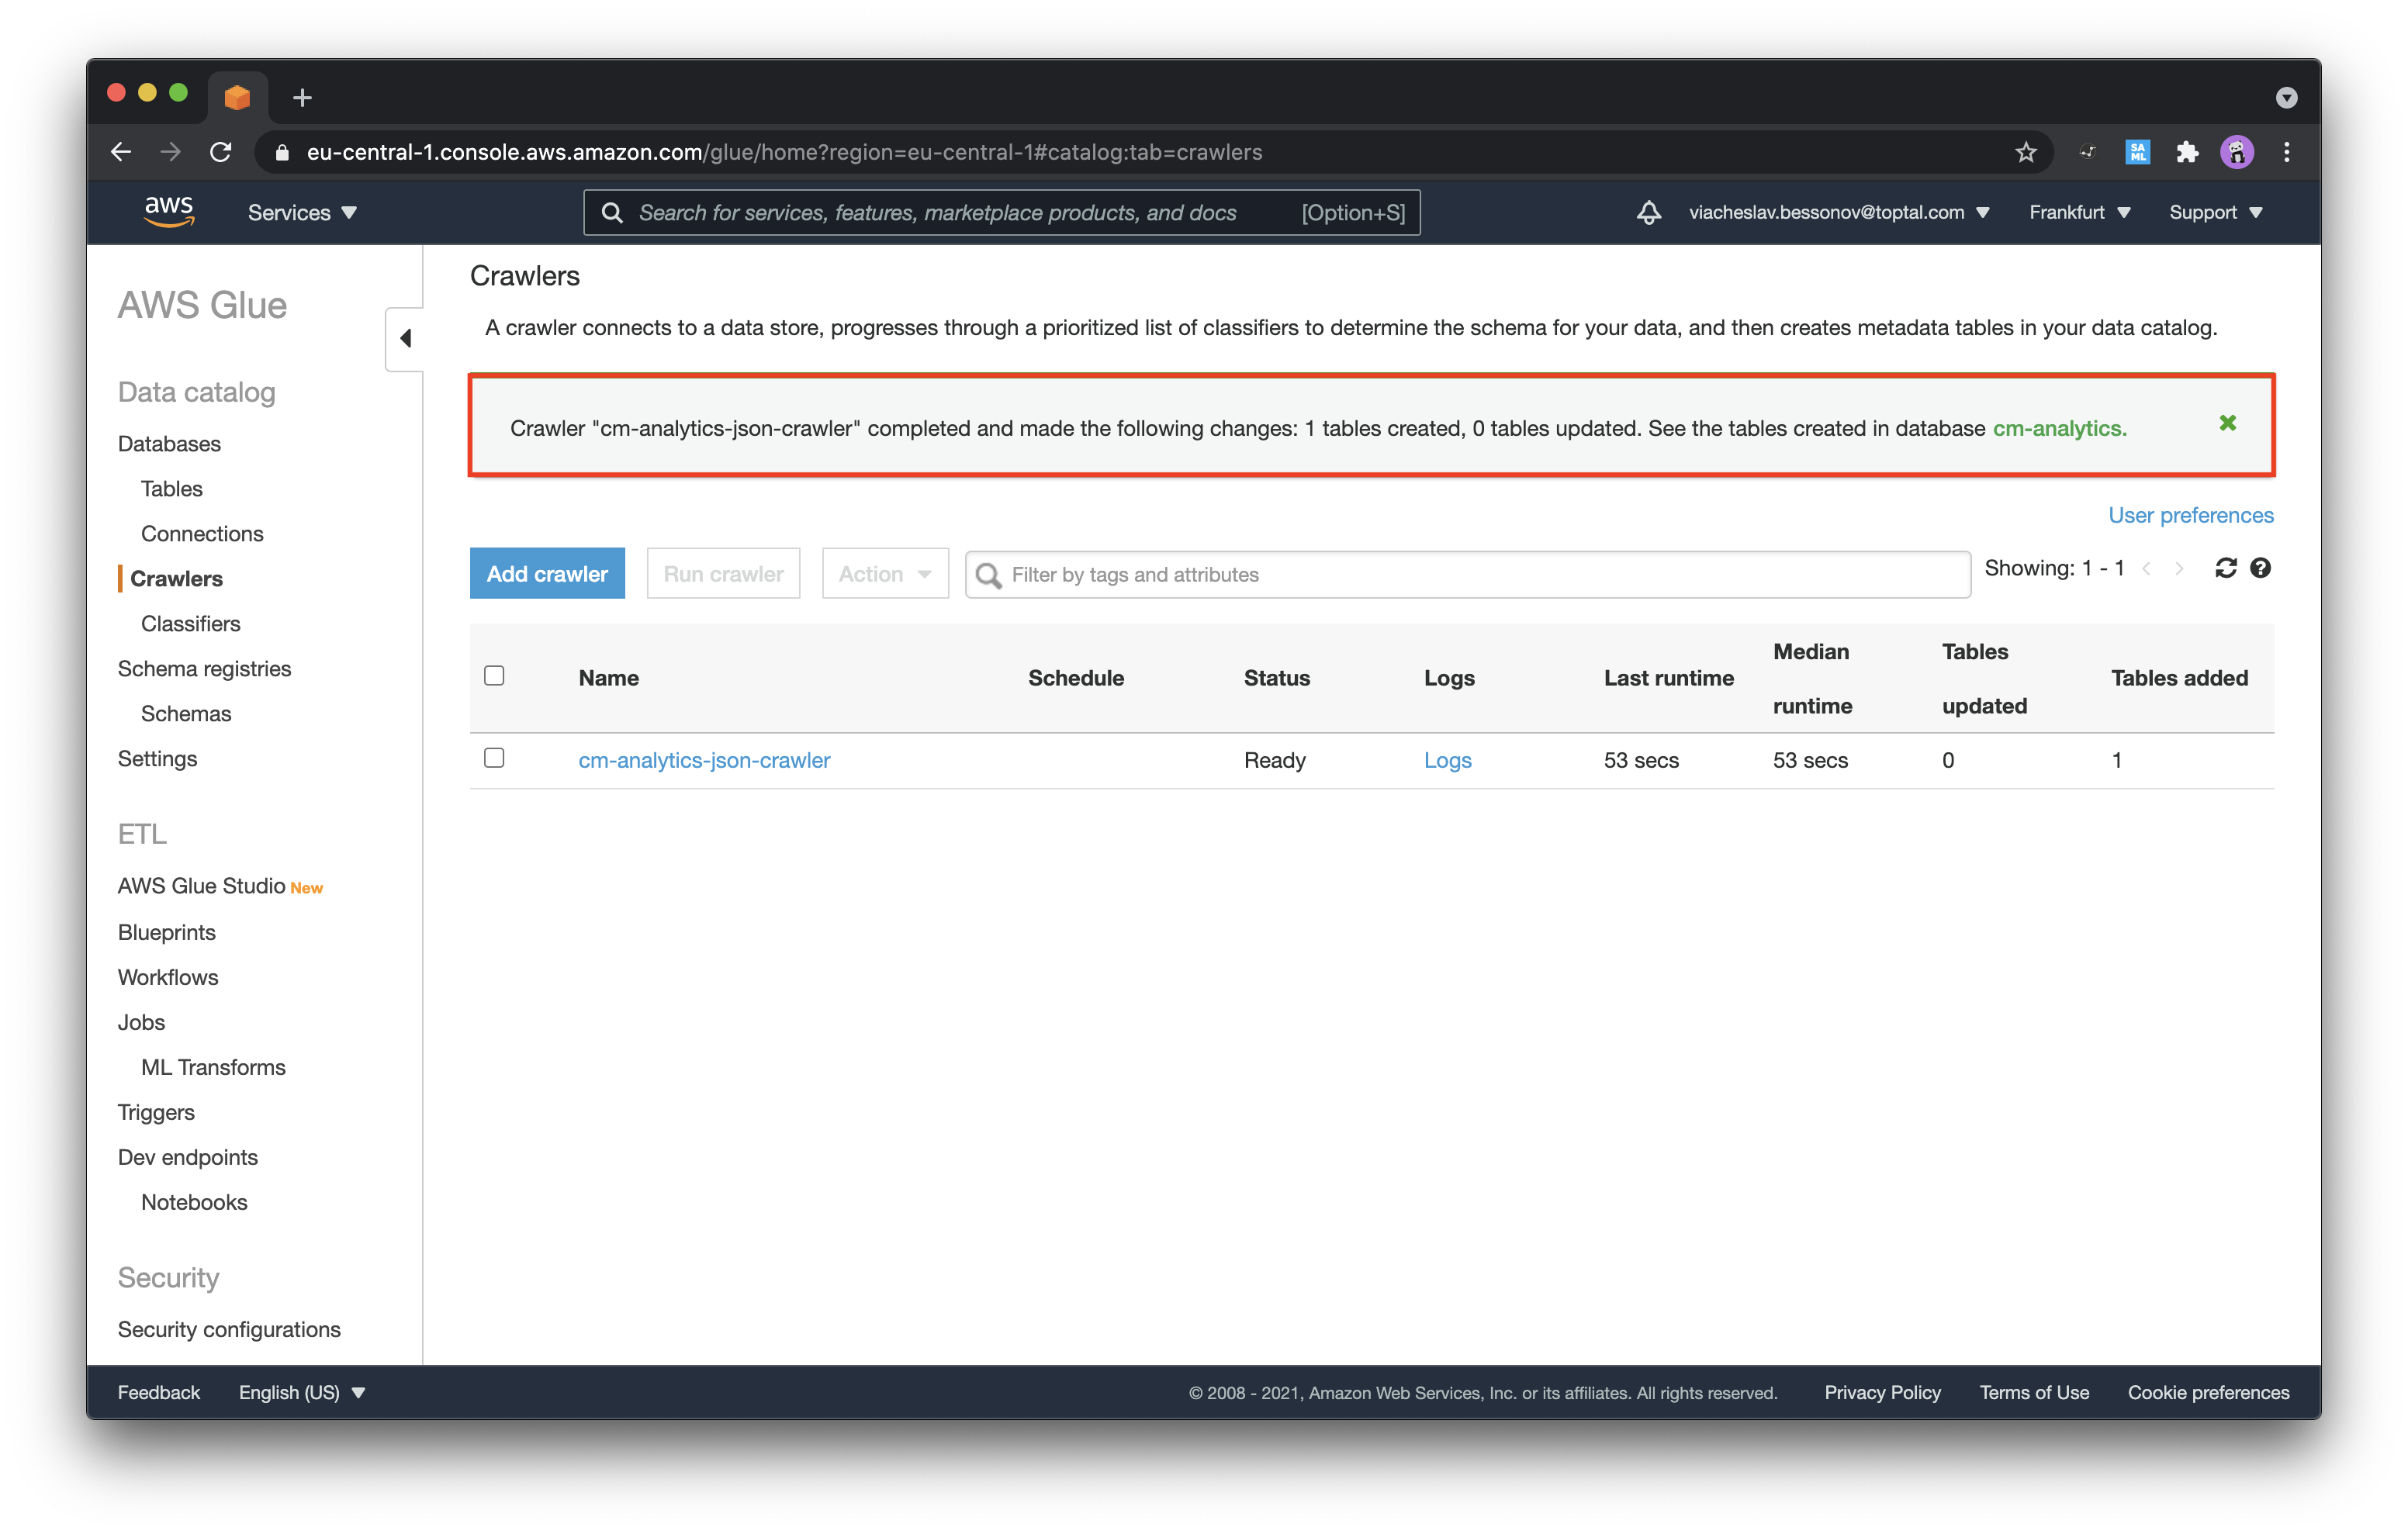 eu-central-1.console.aws.amazon.com/glue/home?region=eu-central-1#catalog:tab=crawlers
SA
ML
aws
Services
Search for services, features, marketplace products, and docs
[Option+S]
viacheslav.bessonov@toptal.com
Frankfurt
Support
AWS Glue
Data catalog
Databases
Tables
Connections
Crawlers
Classifiers
Schema registries
Schemas
Settings
ETL
AWS Glue Studio New
Blueprints
Workflows
Jobs
ML Transforms
Triggers
Dev endpoints
Notebooks
Security
Security configurations
Crawlers
A crawler connects to a data store, progresses through a prioritized list of classifiers to determine the schema for your data, and then creates metadata tables in your data catalog.
Crawler "cm-analytics-json-crawler" completed and made the following changes: 1 tables created, 0 tables updated. See the tables created in database cm-analytics.
User preferences
Add crawler
Run crawler
Action
Filter by tags and attributes
Showing: 1 - 1
Name
Schedule
Status
Logs
Last runtime
Median runtime
Tables updated
Tables added
cm-analytics-json-crawler
Ready
Logs
53 secs
53 secs
0
1
Feedback
English (US)
© 2008 - 2021, Amazon Web Services, Inc. or its affiliates. All rights reserved.
Privacy Policy
Terms of Use
Cookie preferences